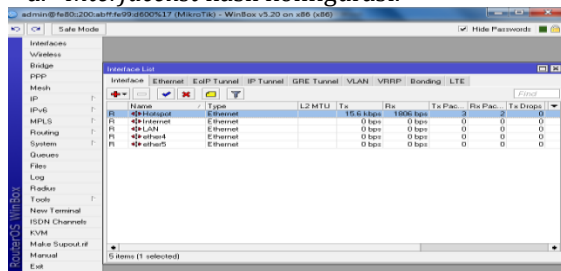 d. Interjacent hasil konfigurasi.
admin@fe80::200:abff:fe99:d600%17 (MikroTik) - WinBox v5.20 on x86 (x86)
Safe Mode
Hide Passwords
Interfaces
Wireless
Bridge
PPP
Mesh
IP
IPv6
MPLS
Routing
System
Queues
Files
Log
Radius
Tools
New Terminal
ISDN Channels
KVM
Make Supout.rif
Manual
Exit
RouterOS WinBox
Interface List
Interface Ethernet EoIP Tunnel IP Tunnel GRE Tunnel VLAN VRRP Bonding LTE
Find
Name / Type L2 MTU Tx Rx Tx Pac... Rx Pac... Tx Drops
R Hotspot Ethernet 15.6 kbps 1806 bps 3 2 0
R Internet Ethernet 0 bps 0 bps 0 0 0
R LAN Ethernet 0 bps 0 bps 0 0 0
R ether4 Ethernet 0 bps 0 bps 0 0 0
R ether5 Ethernet 0 bps 0 bps 0 0 0
5 items (1 selected)